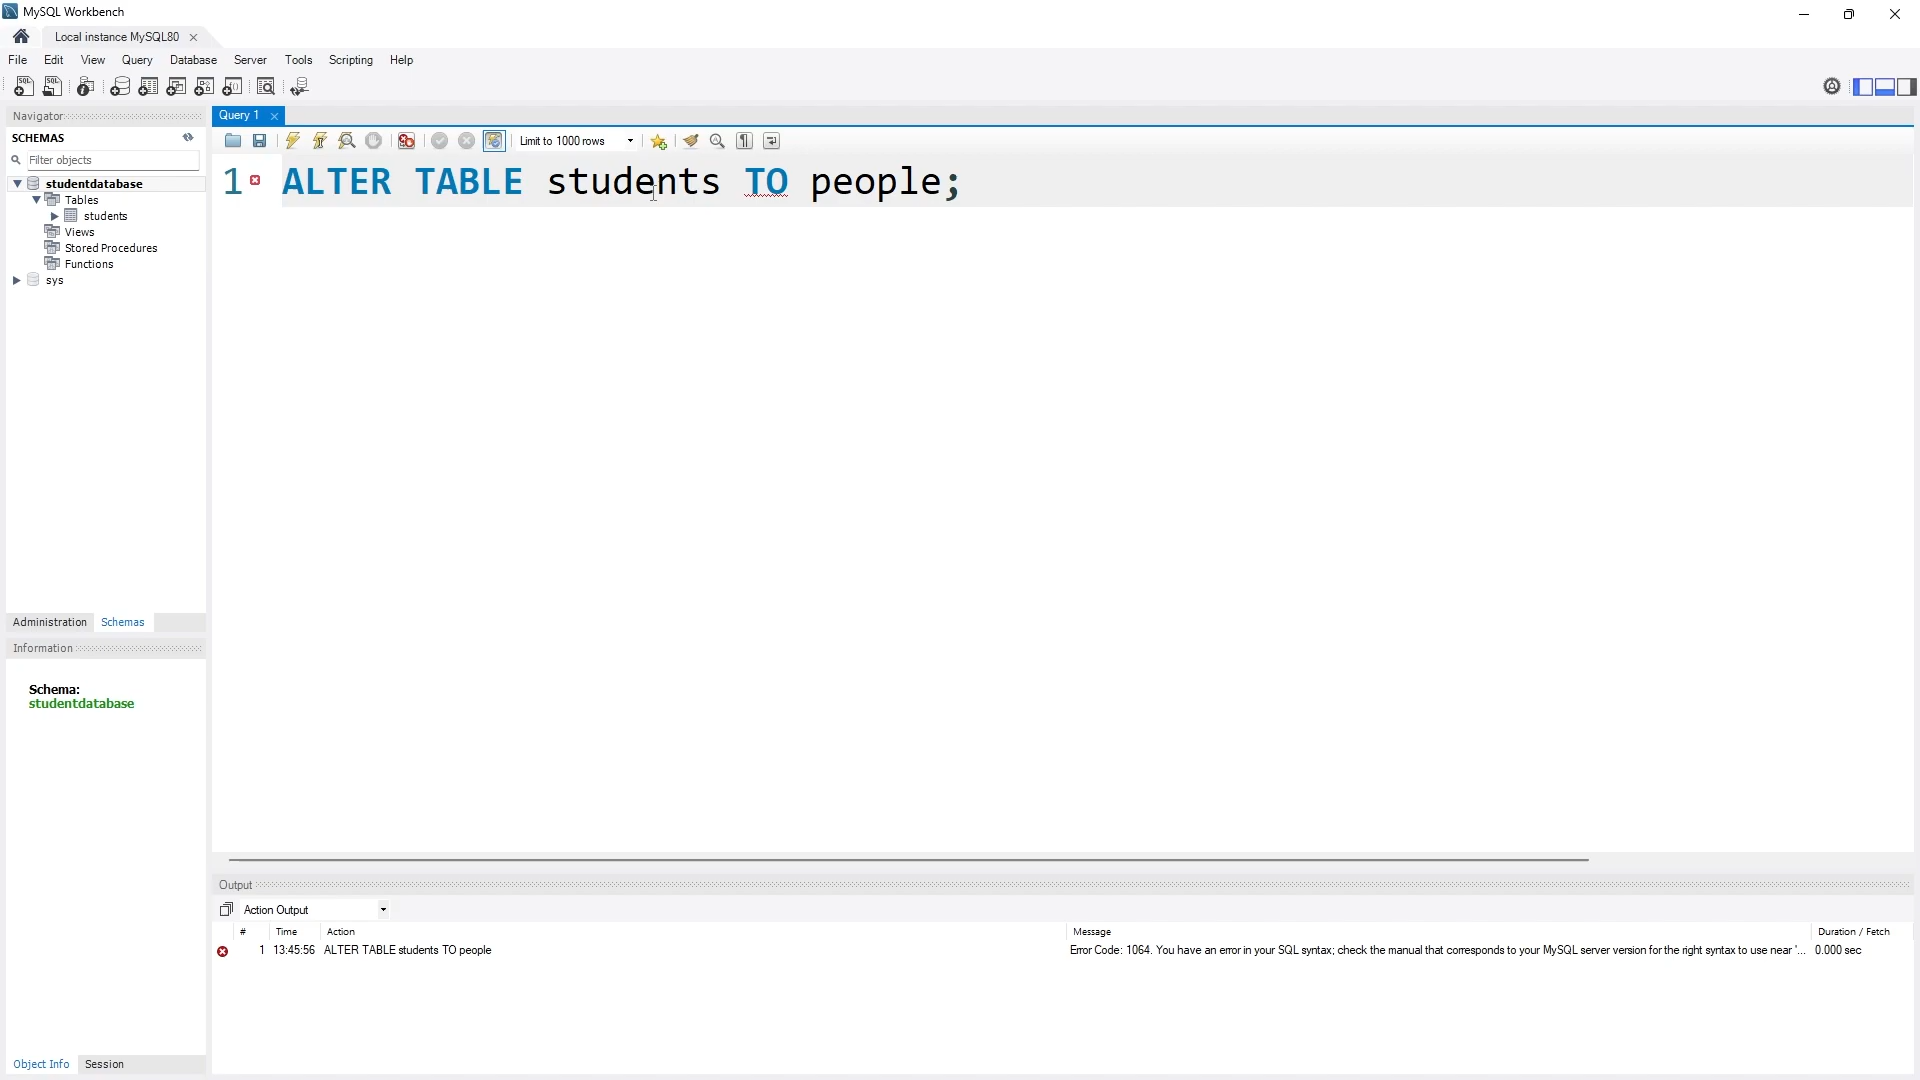 MySQL Workbench
Local instance MySQL80
File Edit View Query Database Server Tools Scripting Help
Navigator
SCHEMAS
Filter objects
studentdatabase
Tables
students
Views
Stored Procedures
Functions
sys
Administration Schemas
Information
Schema:
studentdatabase
Object Info Session
Query 1
Limit to 1000 rows
1 ALTER TABLE students TO people;
Output
Action Output
# Time Action Message Duration / Fetch
1 13:45:56 ALTER TABLE students TO people Error Code: 1064. You have an error in your SQL syntax; check the manual that corresponds to your MySQL server version for the right syntax to use near '... 0.000 sec